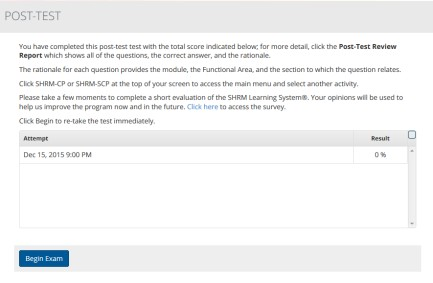 POST-TEST
You have completed this post-test test with the total score indicated below; for more detail, click the Post-Test Review
Report which shows all of the questions, the correct answer, and the rationale.
The rationale for each question provides the module, the Functional Area, and the section to which the question relates.
Click SHRM-CP or SHRM-SCP at the top of your screen to access the main menu and select another activity.
Please take a few moments to complete a short evaluation of the SHRM Learning System®. Your opinions will be used to
help us improve the program now and in the future. Click here to access the survey.
Click Begin to re-take the test immediately.
Attempt Result
Dec 15, 2015 9:00 PM 0 %
Begin Exam